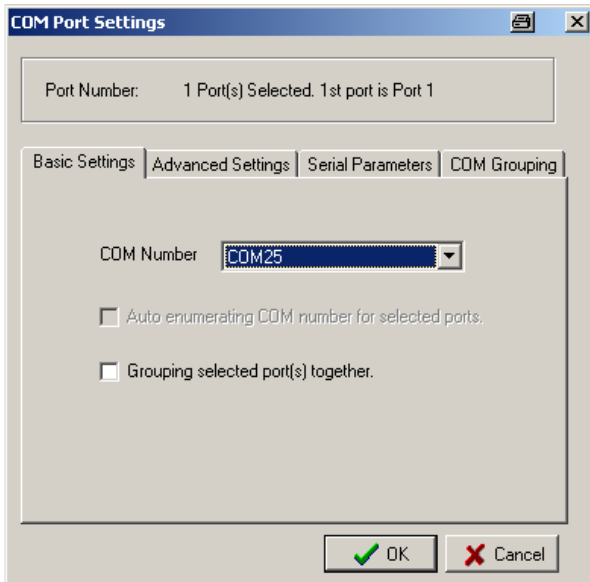 COM Port Settings
Port Number: 1 Port(s) Selected. 1st port is Port 1
Basic Settings Advanced Settings Serial Parameters COM Grouping
COM Number COM25
Auto enumerating COM number for selected ports.
Grouping selected port(s) together.
OK Cancel